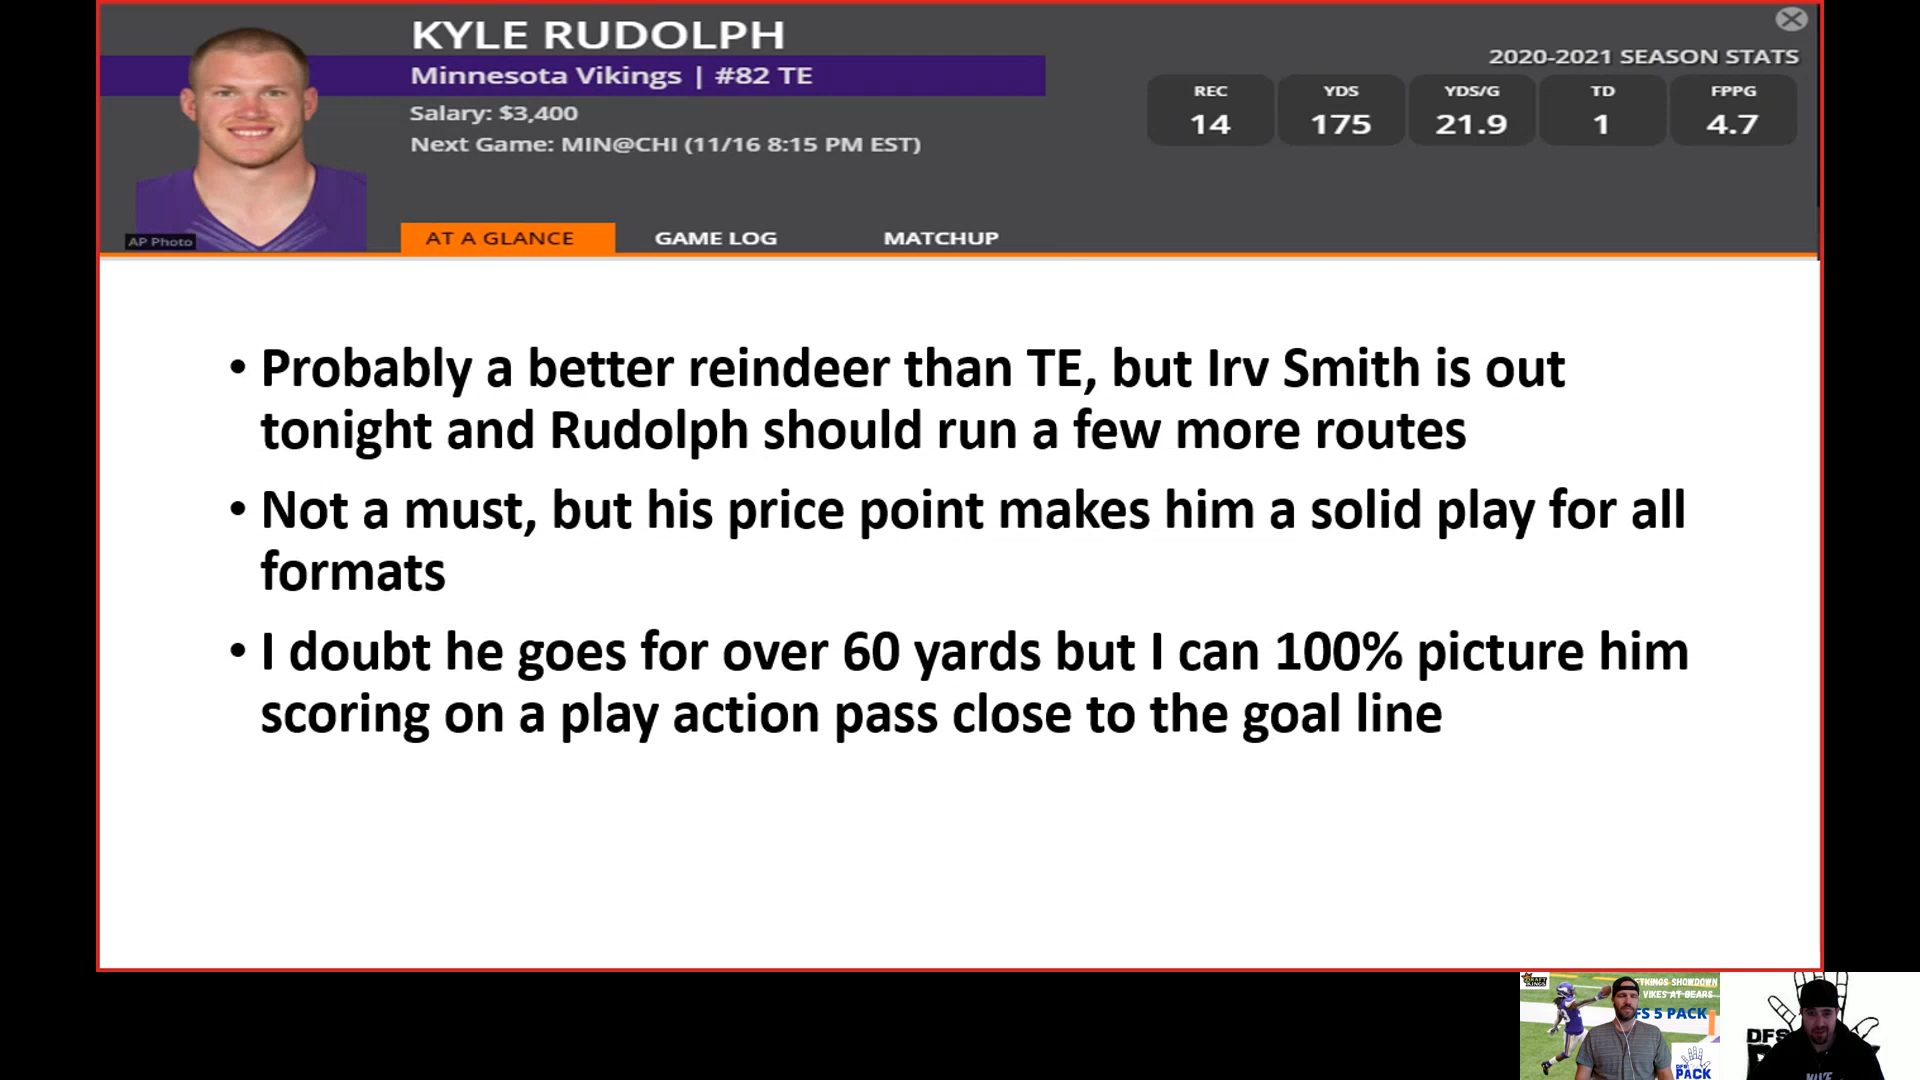 KYLE RUDOLPH
Minnesota Vikings | #82 TE
Salary: $3,400
Next Game: MIN@CHI (11/16 8:15 PM EST)
2020-2021 SEASON STATS
REC YDS YDS/G TD FPPG
14 175 21.9 1 4.7
AP Photo
AT A GLANCE GAME LOG MATCHUP
• Probably a better reindeer than TE, but Irv Smith is out
tonight and Rudolph should run a few more routes
• Not a must, but his price point makes him a solid play for all
formats
• I doubt he goes for over 60 yards but I can 100% picture him
scoring on a play action pass close to the goal line
SHOWDOWN
VIKES AT BEARS
FS 5 PACK
PACK
DFS